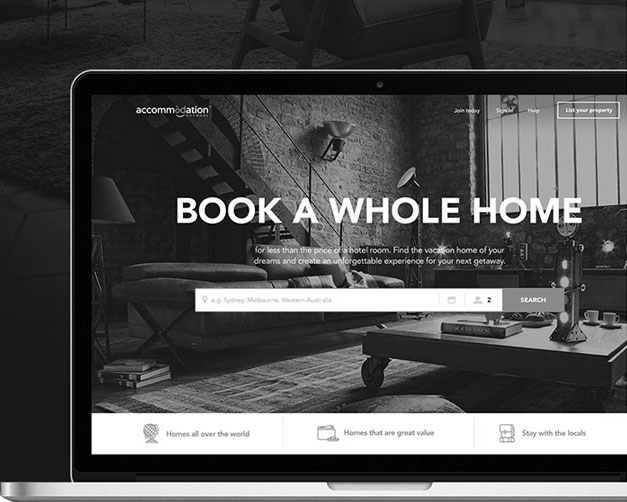 accommodation
Join today Sign In Help List your property
BOOK A WHOLE HOME
for less than the price of a hotel room. Find the vacation home of your
dreams and create an unforgettable experience for your next getaway.
e.g. Sydney, Melbourne, Western Australia 2 SEARCH
Homes all over the world Homes that are great value Stay with the locals